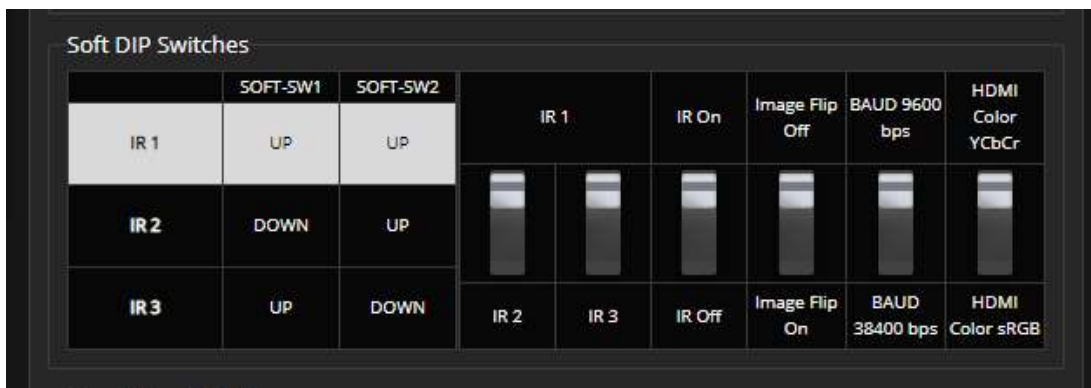 Soft DIP Switches
SOFT-SW1 SOFT-SW2
IR 1 UP UP
IR 2 DOWN UP
IR 3 UP DOWN
IR 1
IR On
Image Flip
Off
BAUD 9600
bps
HDMI
Color
YCbCr
IR 2
IR 3
IR Off
Image Flip
On
BAUD
38400 bps
HDMI
Color sRGB